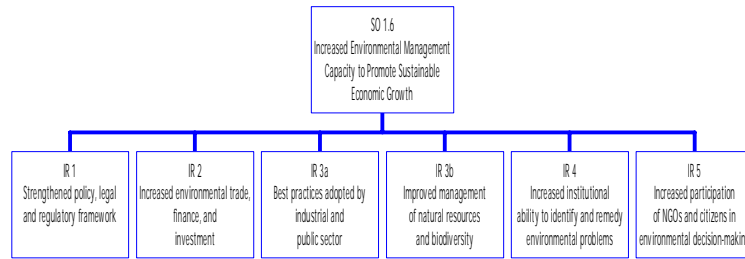 SO 1.6
Increased Environmental Management
Capacity to Promote Sustainable
Economic Growth
IR 1
Strengthened policy, legal
and regulatory framework
IR 2
Increased environmental trade,
finance, and
investment
IR 3a
Best practices adopted by
industrial and
public sector
IR 3b
Improved management
of natural resources
and biodiversity
IR 4
Increased institutional
ability to identify and remedy
environmental problems
IR 5
Increased participation
of NGOs and citizens in
environmental decision-makin